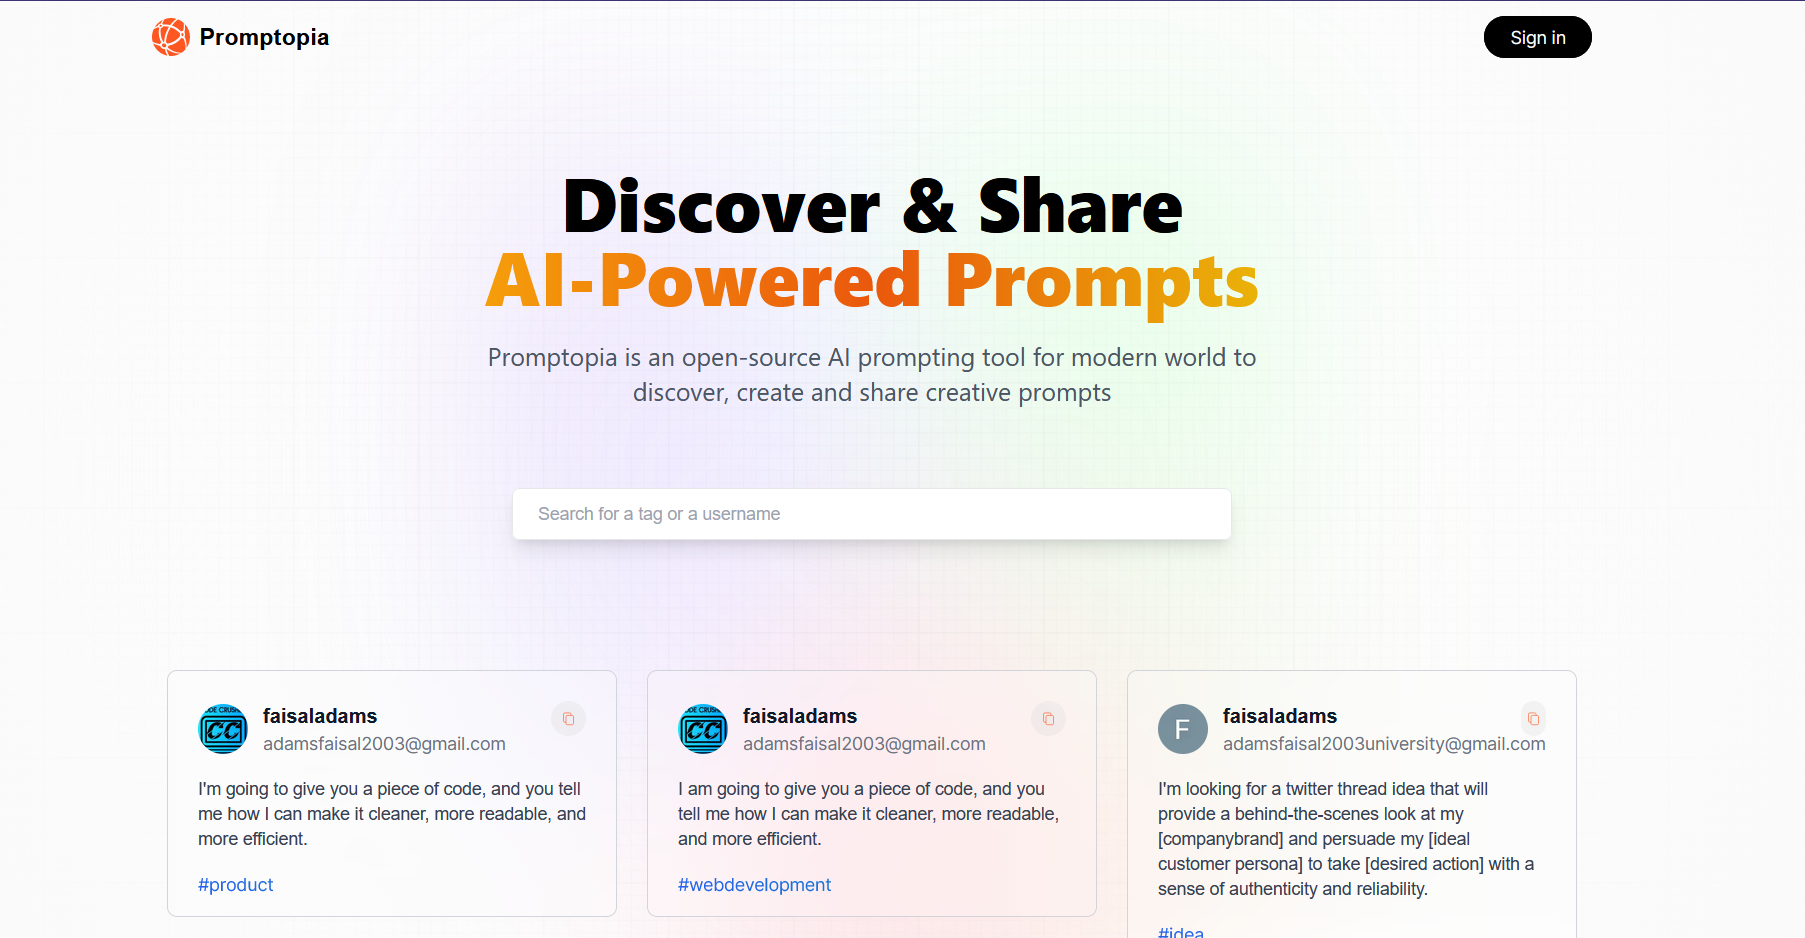 Promptopia
Sign in
Discover & Share
AI-Powered Prompts
Promptopia is an open-source AI prompting tool for modern world to
discover, create and share creative prompts
Search for a tag or a username
faisaladams
adamsfaisal2003@gmail.com
I'm going to give you a piece of code, and you tell
me how I can make it cleaner, more readable, and
more efficient.
#product
faisaladams
adamsfaisal2003@gmail.com
I am going to give you a piece of code, and you
tell me how I can make it cleaner, more readable,
and more efficient.
#webdevelopment
F
faisaladams
adamsfaisal2003university@gmail.com
I'm looking for a twitter thread idea that will
provide a behind-the-scenes look at my
[companybrand] and persuade my [ideal
customer persona] to take [desired action] with a
sense of authenticity and reliability.
#idea